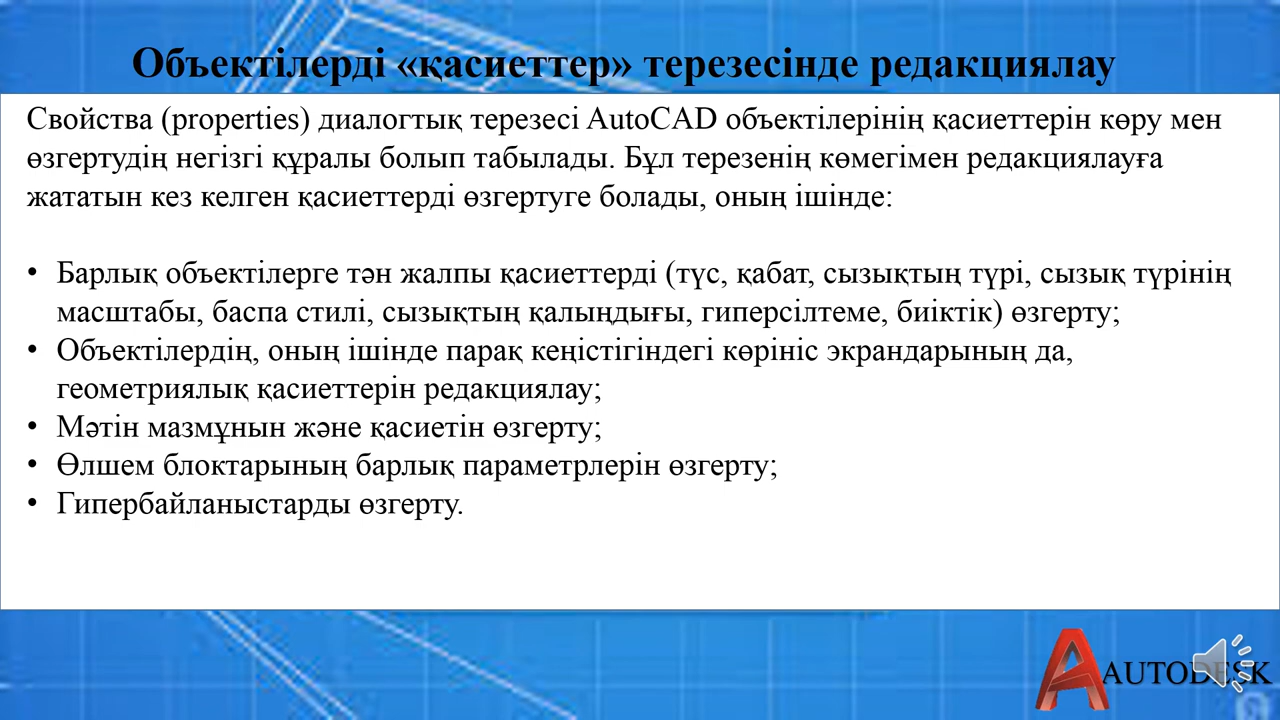 Объектілерді «қасиеттер» терезесінде редакциялау
Свойства (properties) диалогтық терезесі AutoCAD объектілерінің қасиеттерін көру мен
өзгертудің негізгі құралы болып табылады. Бұл терезенің көмегімен редакциялауға
жататын кез келген қасиеттерді өзгертуге болады, оның ішінде:
• Барлық объектілерге тән жалпы қасиеттерді (түс, қабат, сызықтың түрі, сызық түрінің
масштабы, баспа стилі, сызықтың қалыңдығы, гиперсілтеме, биіктік) өзгерту;
• Объектілердің, оның ішінде парақ кеңістігіндегі көрініс экрандарының да,
геометриялық қасиеттерін редакциялау;
• Мәтін мазмұнын және қасиетін өзгерту;
• Өлшем блоктарының барлық параметрлерін өзгерту;
• Гипербайланыстарды өзгерту.
AUTODESK